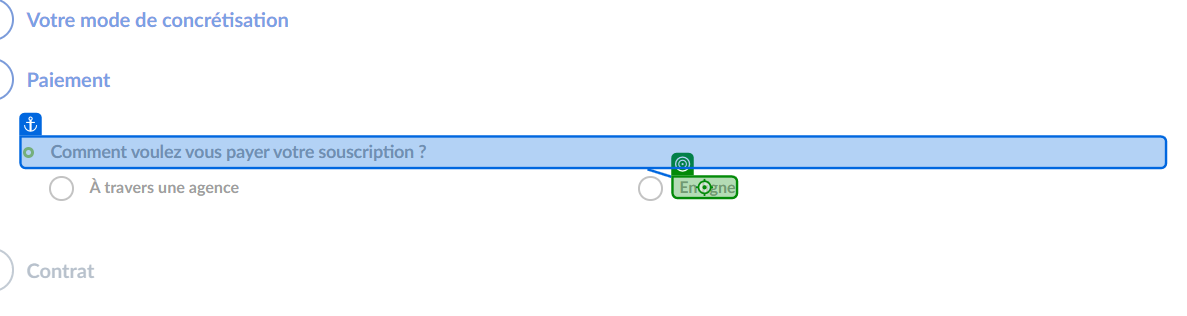 Votre mode de concrétisation
Paiement
Comment voulez vous payer votre souscription ?
À travers une agence
En ligne
Contrat